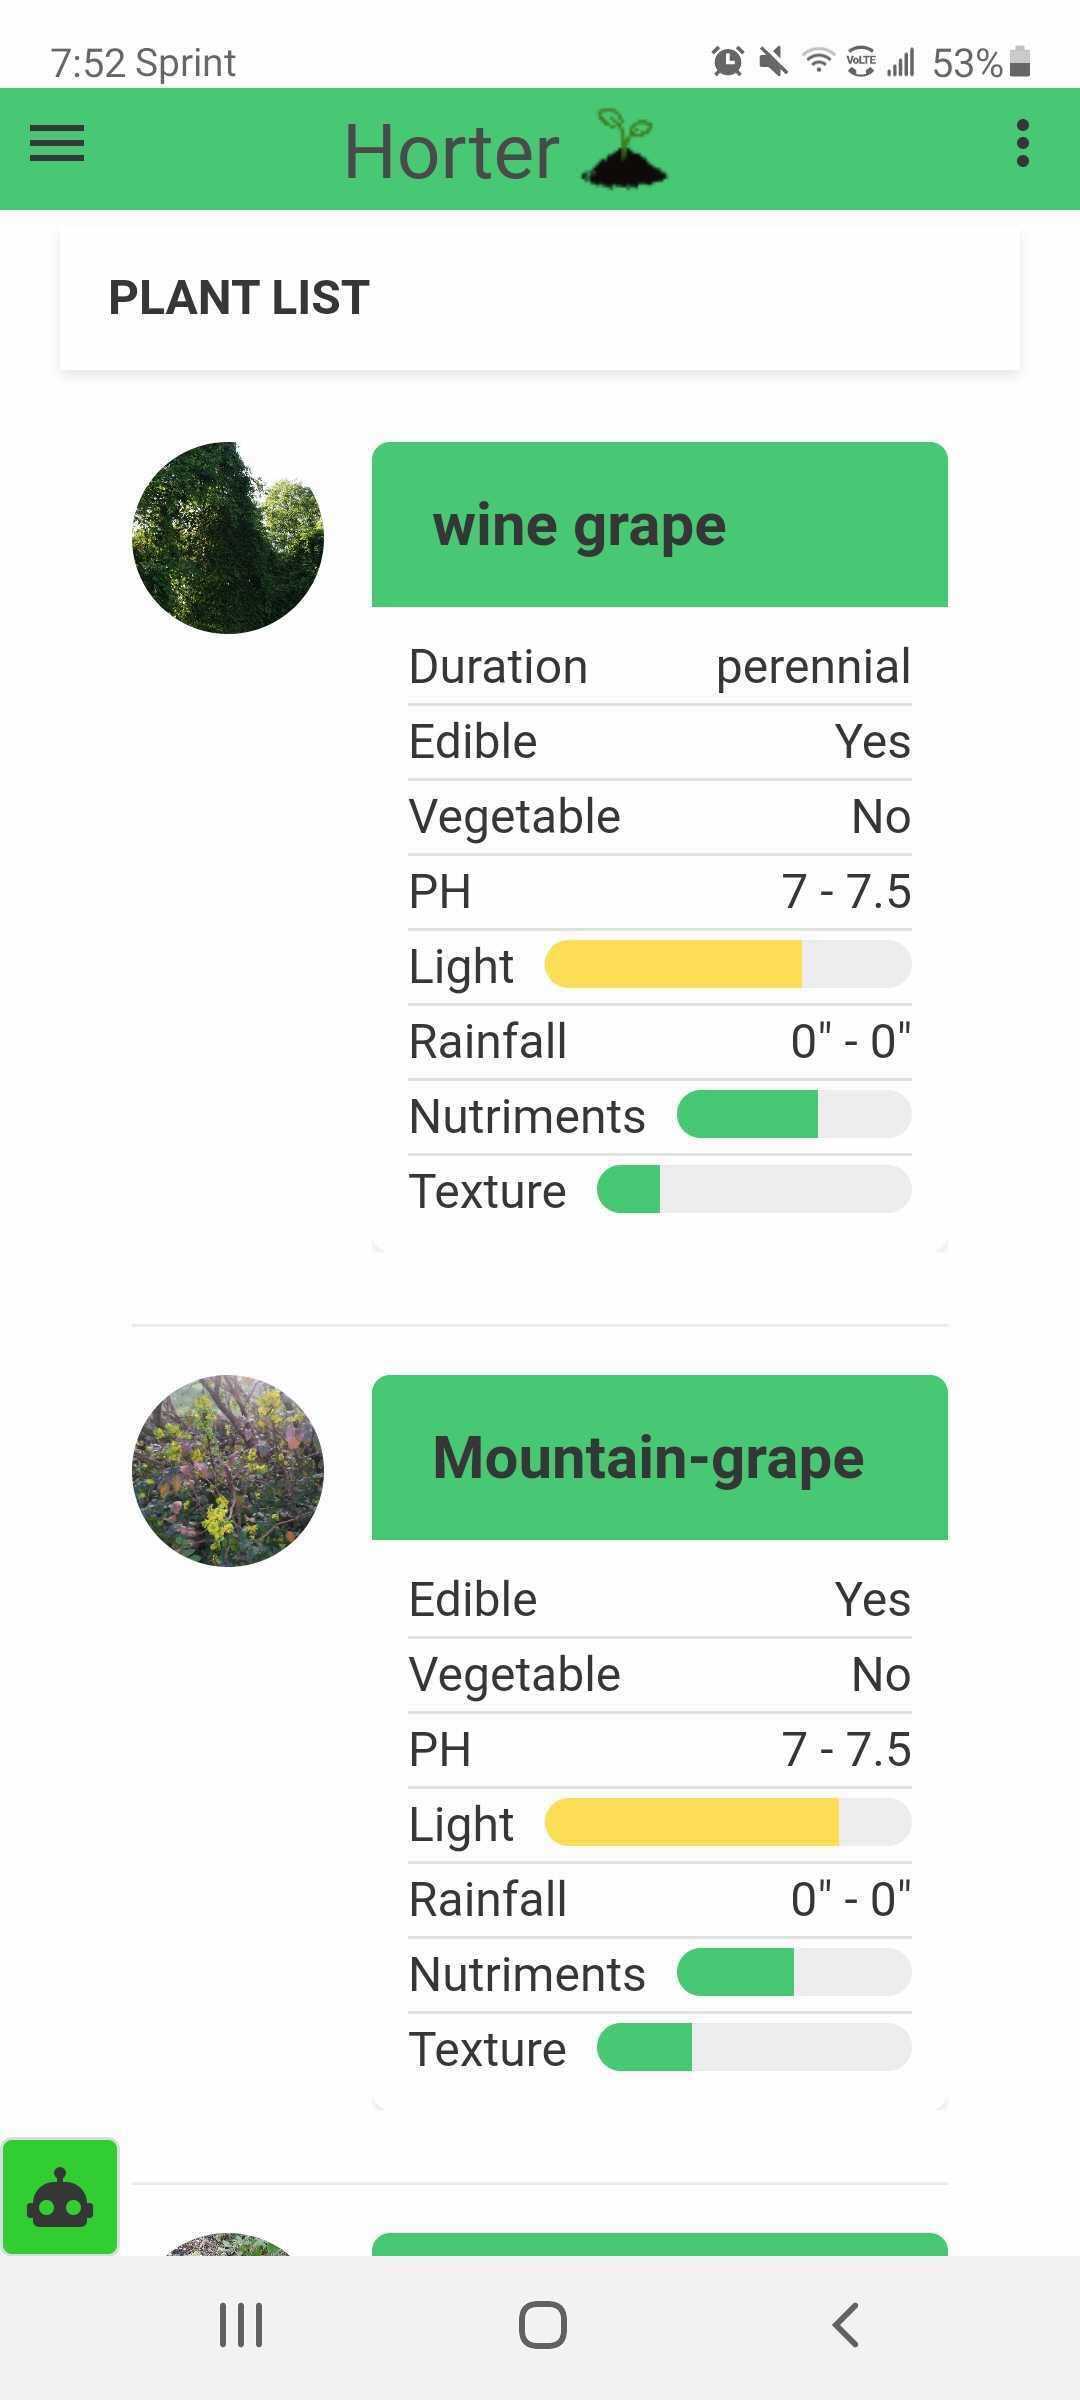 7:52 Sprint VoLTE 53%
Horter
PLANT LIST
wine grape
Duration perennial
Edible Yes
Vegetable No
PH 7 - 7.5
Light
Rainfall 0" - 0"
Nutriments
Texture
Mountain-grape
Edible Yes
Vegetable No
PH 7 - 7.5
Light
Rainfall 0" - 0"
Nutriments
Texture